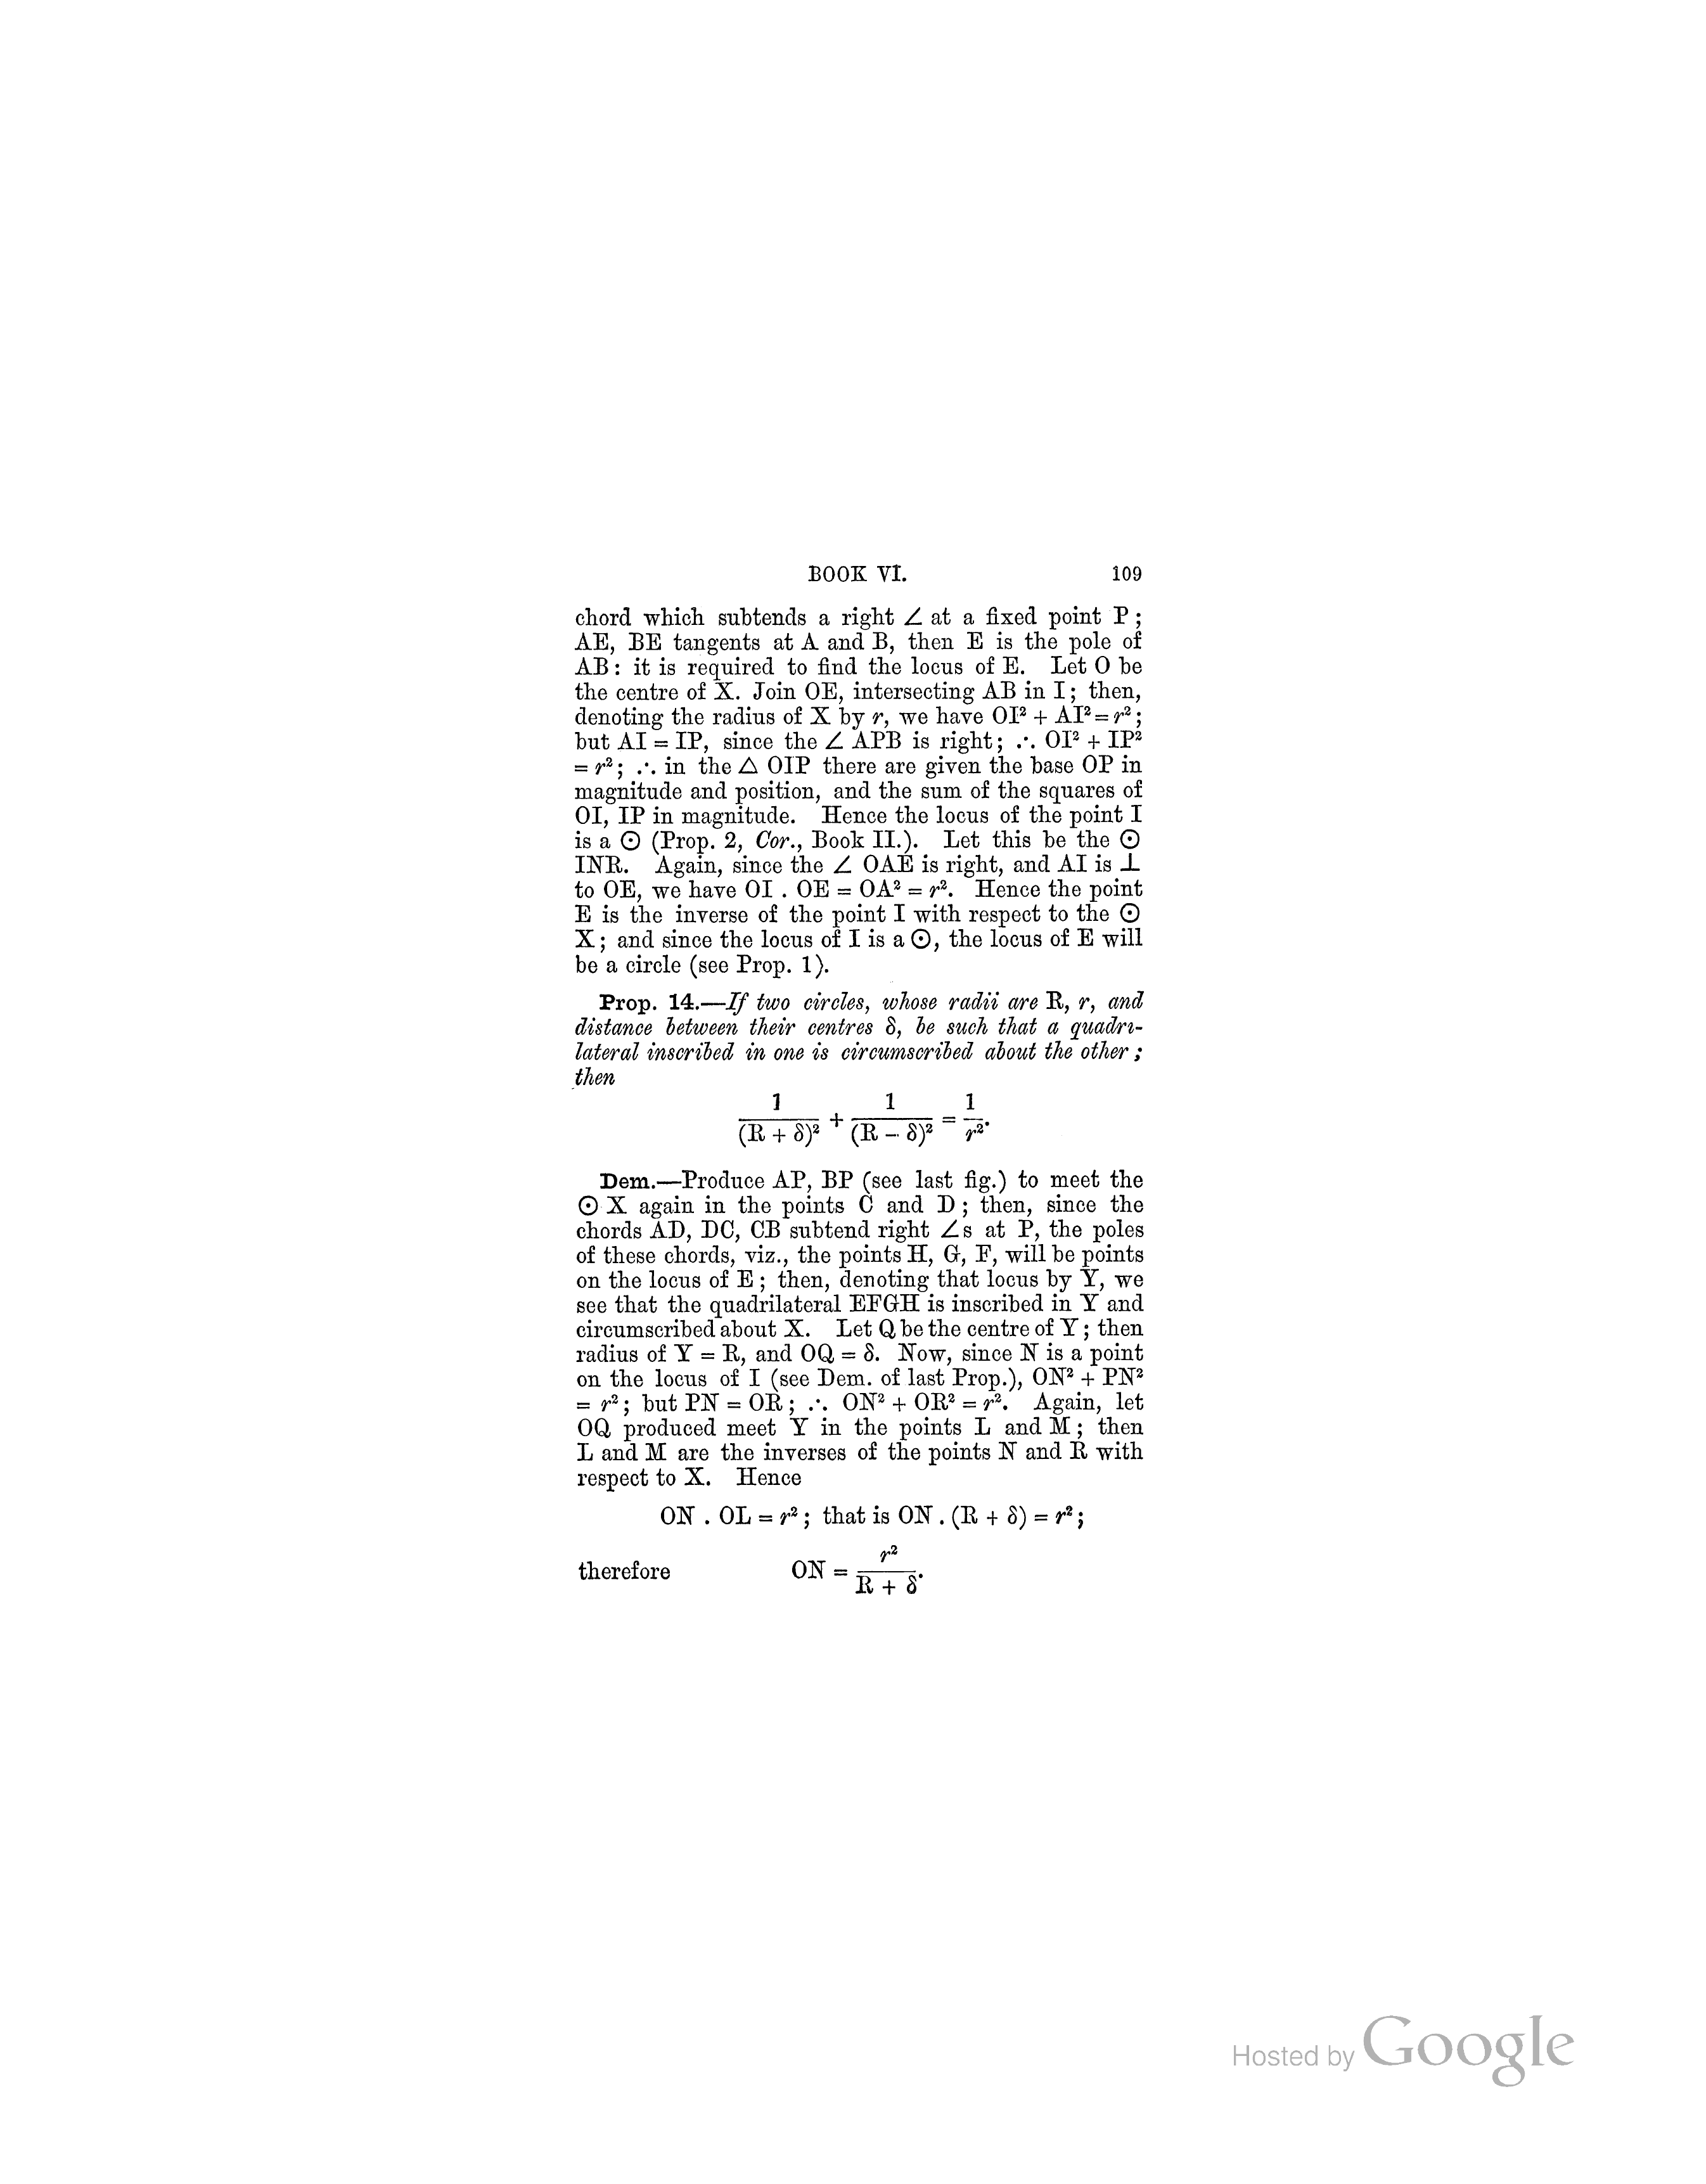 BOOK VI. 109
chord which subtends a right ∠ at a fixed point P;
AE, BE tangents at A and B, then E is the pole of
AB: it is required to find the locus of E. Let O be
the centre of X. Join OE, intersecting AB in I; then,
denoting the radius of X by r, we have OI² + AI² = r²;
but AI = IP, since the ∠ APB is right; ∴ OI² + IP²
= r²; ∴ in the △ OIP there are given the base OP in
magnitude and position, and the sum of the squares of
OI, IP in magnitude. Hence the locus of the point I
is a ⊙ (Prop. 2, Cor., Book II.). Let this be the ⊙
INR. Again, since the ∠ OAE is right, and AI is ⊥
to OE, we have OI . OE = OA² = r². Hence the point
E is the inverse of the point I with respect to the ⊙
X; and since the locus of I is a ⊙, the locus of E will
be a circle (see Prop. 1).
Prop. 14.—If two circles, whose radii are R, r, and
distance between their centres δ, be such that a quadri-
lateral inscribed in one is circumscribed about the other;
then
1/(R + δ)² + 1/(R − δ)² = 1/r².
Dem.—Produce AP, BP (see last fig.) to meet the
⊙ X again in the points C and D; then, since the
chords AD, DC, CB subtend right ∠s at P, the poles
of these chords, viz., the points H, G, F, will be points
on the locus of E; then, denoting that locus by Y, we
see that the quadrilateral EFGH is inscribed in Y and
circumscribed about X. Let Q be the centre of Y; then
radius of Y = R, and OQ = δ. Now, since N is a point
on the locus of I (see Dem. of last Prop.), ON² + PN²
= r²; but PN = OR; ∴ ON² + OR² = r². Again, let
OQ produced meet Y in the points L and M; then
L and M are the inverses of the points N and R with
respect to X. Hence
ON . OL = r²; that is ON . (R + δ) = r²;
therefore ON = r²/(R + δ).
Hosted by Google